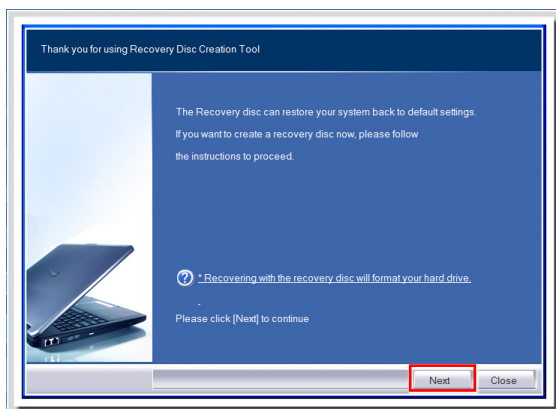 Thank you for using Recovery Disc Creation Tool
The Recovery disc can restore your system back to default settings.
If you want to create a recovery disc now, please follow
the instructions to proceed.
? * Recovering with the recovery disc will format your hard drive.
-
Please click [Next] to continue
Next Close